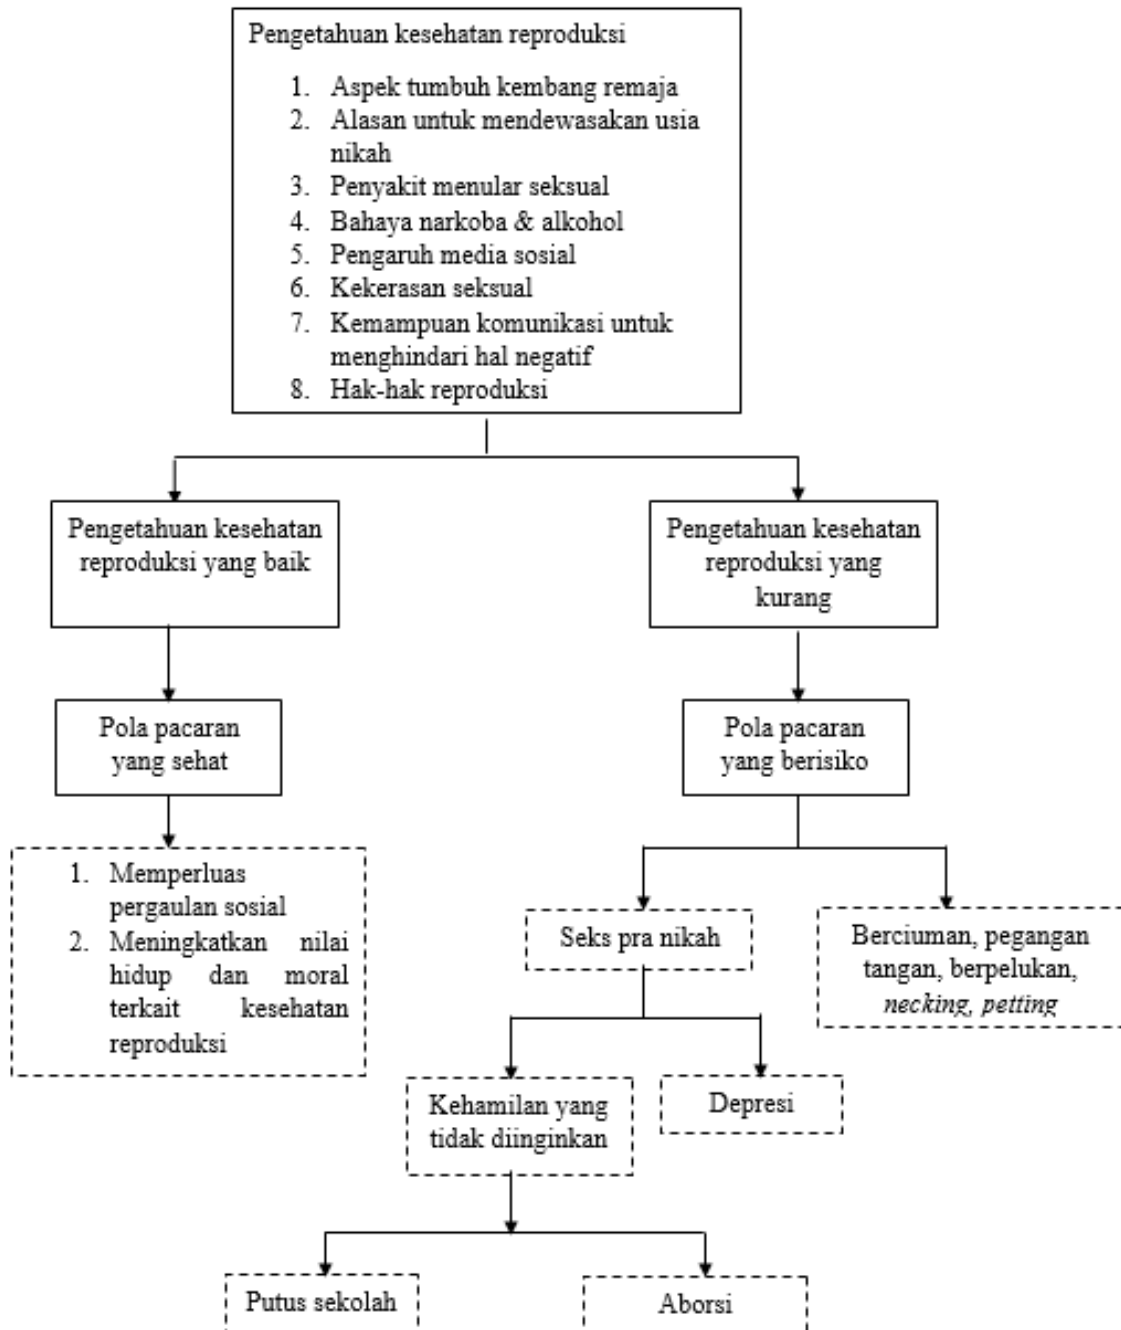 Pengetahuan kesehatan reproduksi
1. Aspek tumbuh kembang remaja
2. Alasan untuk mendewasakan usia
nikah
3. Penyakit menular seksual
4. Bahaya narkoba & alkohol
5. Pengaruh media sosial
6. Kekerasan seksual
7. Kemampuan komunikasi untuk
menghindari hal negatif
8. Hak-hak reproduksi
Pengetahuan kesehatan
reproduksi yang baik
Pengetahuan kesehatan
reproduksi yang
kurang
Pola pacaran
yang sehat
Pola pacaran
yang berisiko
1. Memperluas
pergaulan sosial
2. Meningkatkan nilai
hidup dan moral
terkait kesehatan
reproduksi
Seks pra nikah
Berciuman, pegangan
tangan, berpelukan,
necking, petting
Kehamilan yang
tidak diinginkan
Depresi
Putus sekolah
Aborsi